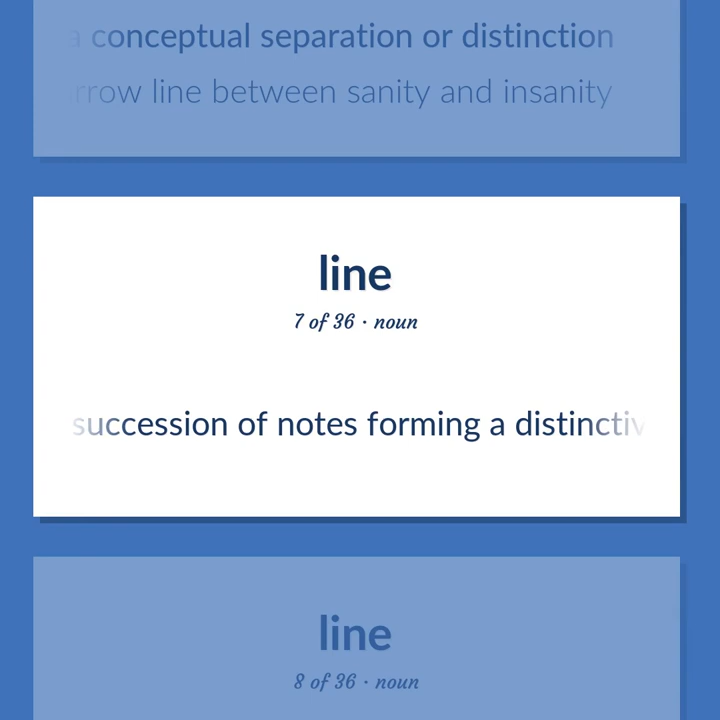 a conceptual separation or distinction
line between sanity and insanity
line
7 of 36 · noun
succession of notes forming a
line
8 of 36 · noun